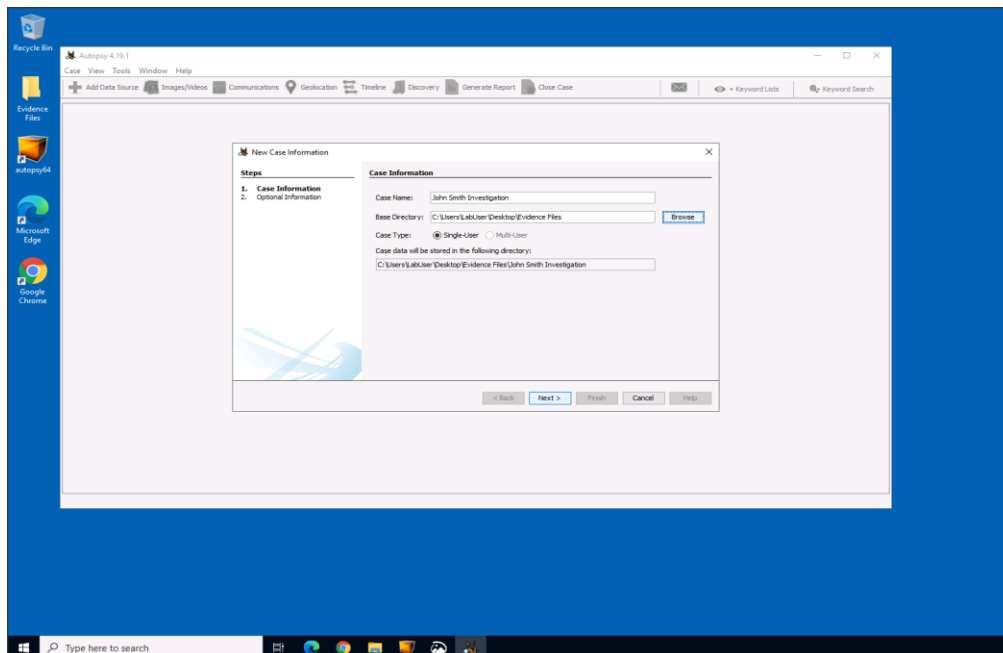 Recycle Bin
Evidence
Files
autopsy64
Microsoft
Edge
Google
Chrome
Autopsy 4.19.1
Case View Tools Window Help
Add Data Source Images/Videos Communications Geolocation Timeline Discovery Generate Report Close Case Keyword Lists Keyword Search
New Case Information
Steps
1. Case Information
2. Optional Information
Case Information
Case Name: John Smith Investigation
Base Directory: C:\Users\LabUser\Desktop\Evidence Files Browse
Case Type: Single-User Multi-User
Case data will be stored in the following directory:
C:\Users\LabUser\Desktop\Evidence Files\John Smith Investigation
< Back Next > Finish Cancel Help
Type here to search